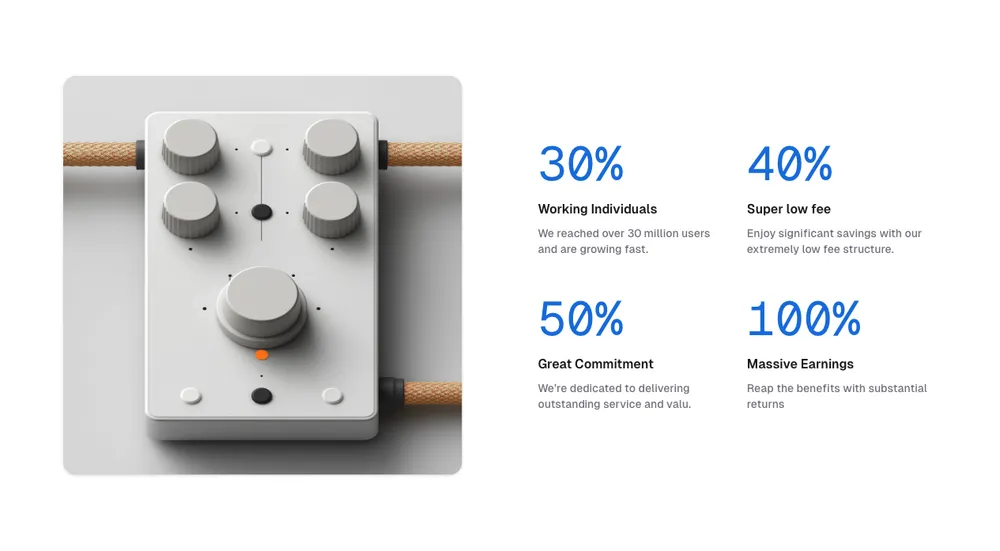 30%
Working Individuals
We reached over 30 million users
and are growing fast.
40%
Super low fee
Enjoy significant savings with our
extremely low fee structure.
50%
Great Commitment
We're dedicated to delivering
outstanding service and valu.
100%
Massive Earnings
Reap the benefits with substantial
returns